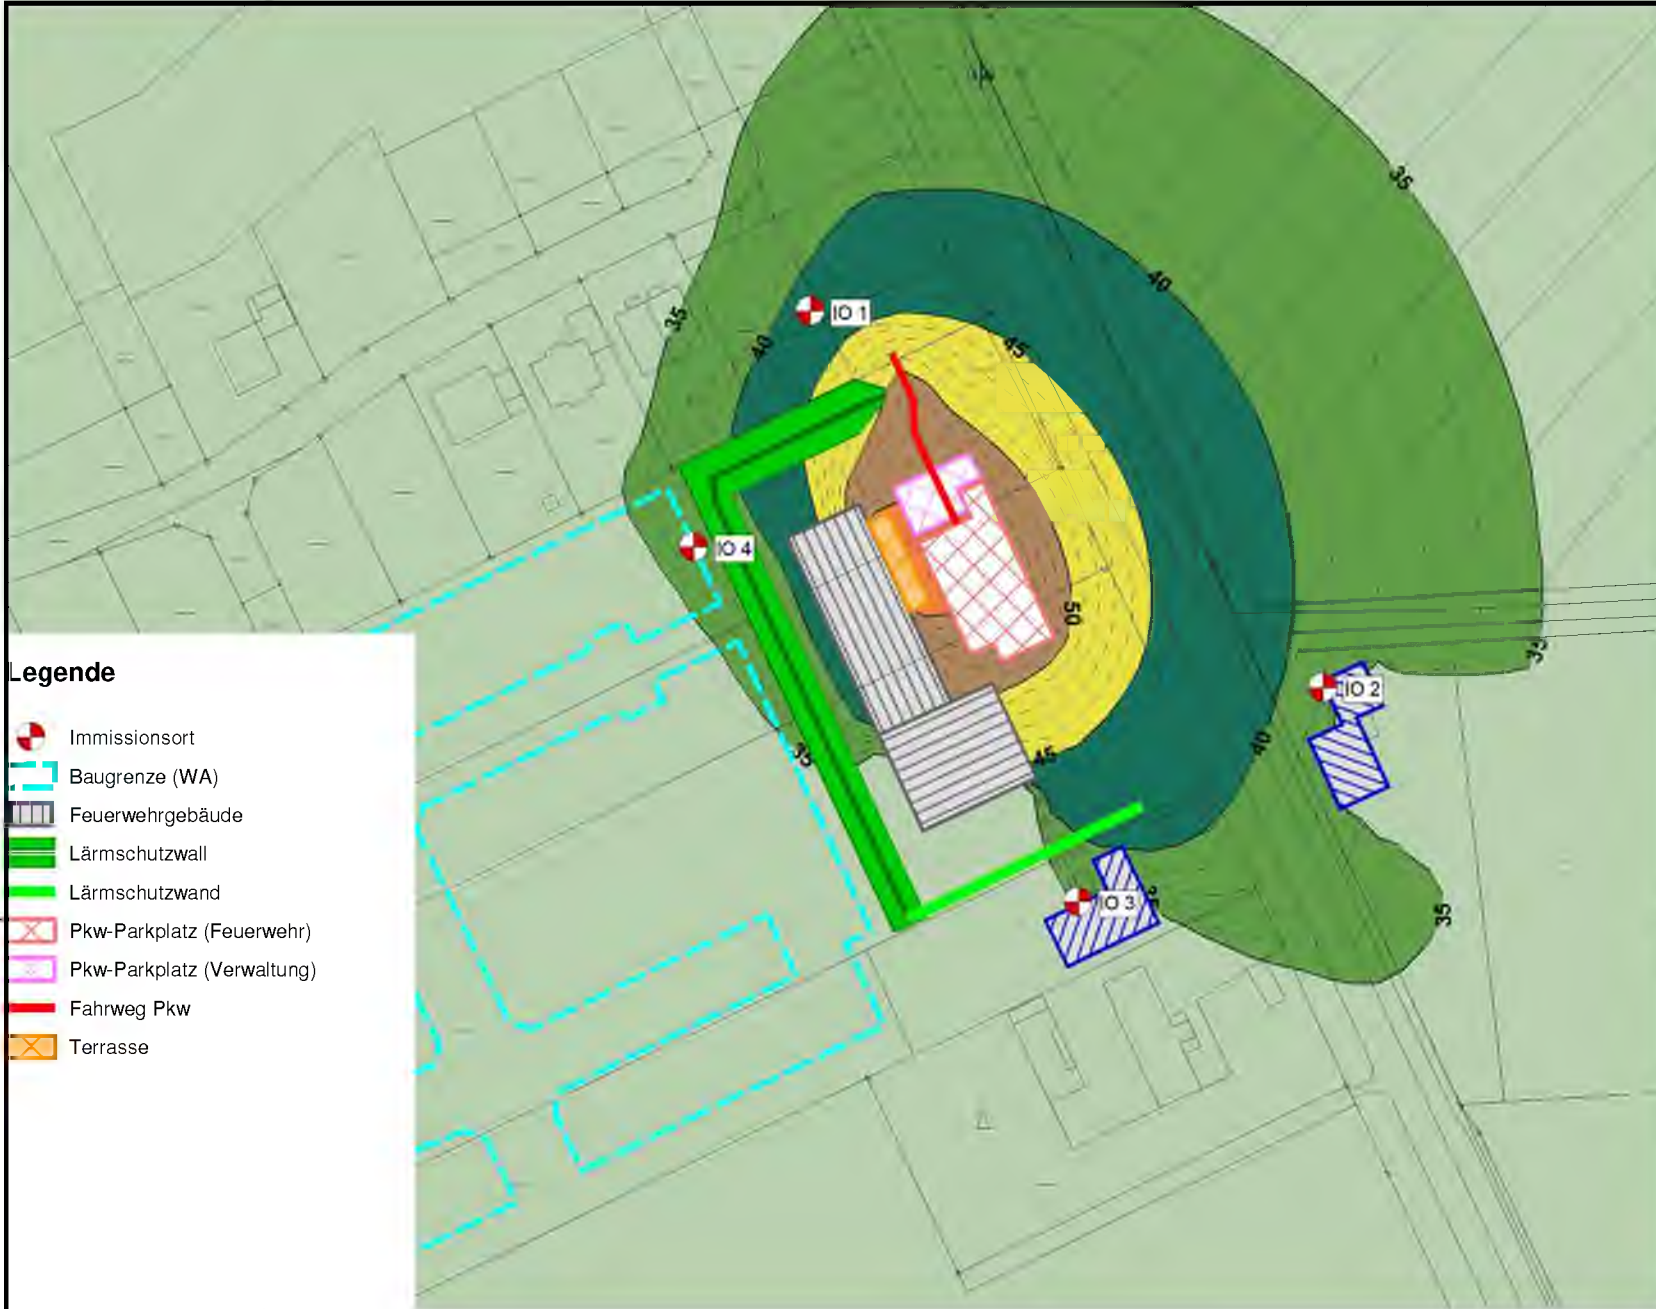 35
40
IO 1
35
45
40
IO 4
50
35
IO 2
40
45
35
IO 3
35
Legende
Immissionsort
Baugrenze (WA)
Feuerwehrgebäude
Lärmschutzwall
Lärmschutzwand
Pkw-Parkplatz (Feuerwehr)
Pkw-Parkplatz (Verwaltung)
Fahrweg Pkw
Terrasse